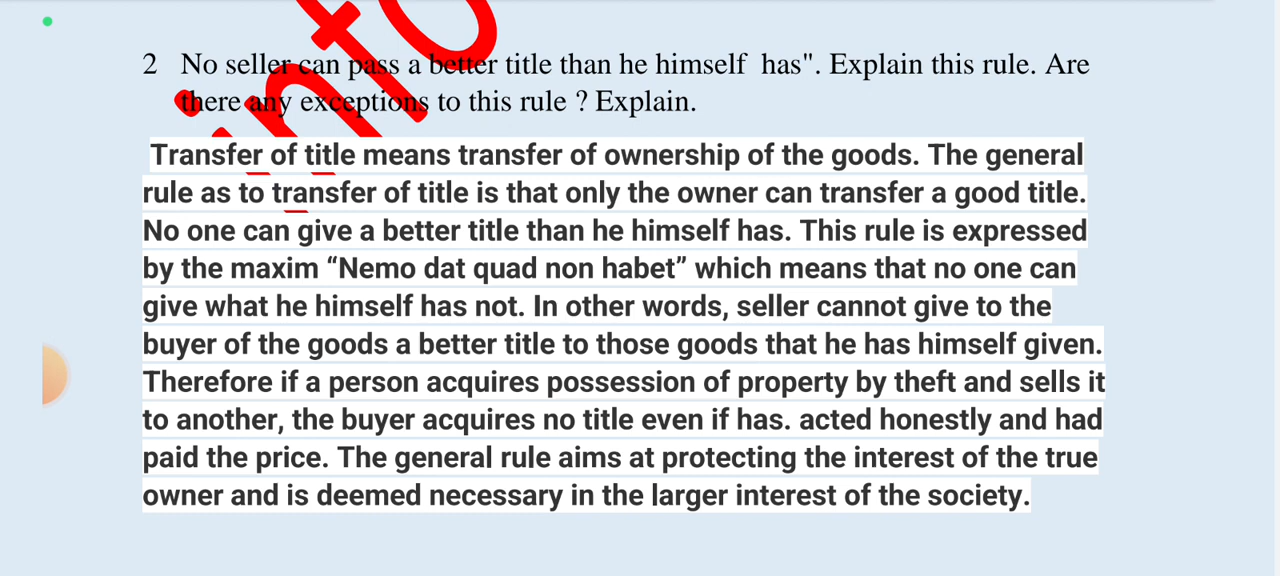 2 No seller can pass a better title than he himself has". Explain this rule. Are
there any exceptions to this rule ? Explain.
Transfer of title means transfer of ownership of the goods. The general
rule as to transfer of title is that only the owner can transfer a good title.
No one can give a better title than he himself has. This rule is expressed
by the maxim “Nemo dat quad non habet” which means that no one can
give what he himself has not. In other words, seller cannot give to the
buyer of the goods a better title to those goods that he has himself given.
Therefore if a person acquires possession of property by theft and sells it
to another, the buyer acquires no title even if has. acted honestly and had
paid the price. The general rule aims at protecting the interest of the true
owner and is deemed necessary in the larger interest of the society.